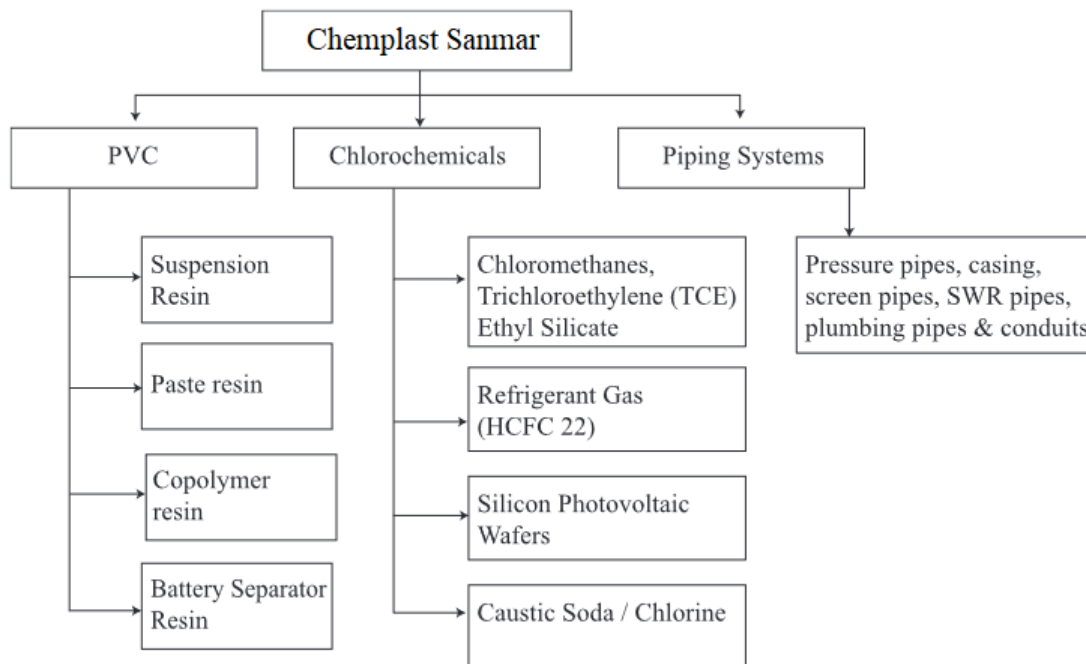 Chemplast Sanmar
PVC
Chlorochemicals
Piping Systems
Suspension
Resin
Paste resin
Copolymer
resin
Battery Separator
Resin
Chloromethanes,
Trichloroethylene (TCE)
Ethyl Silicate
Refrigerant Gas
(HCFC 22)
Silicon Photovoltaic
Wafers
Caustic Soda / Chlorine
Pressure pipes, casing,
screen pipes, SWR pipes,
plumbing pipes & conduits